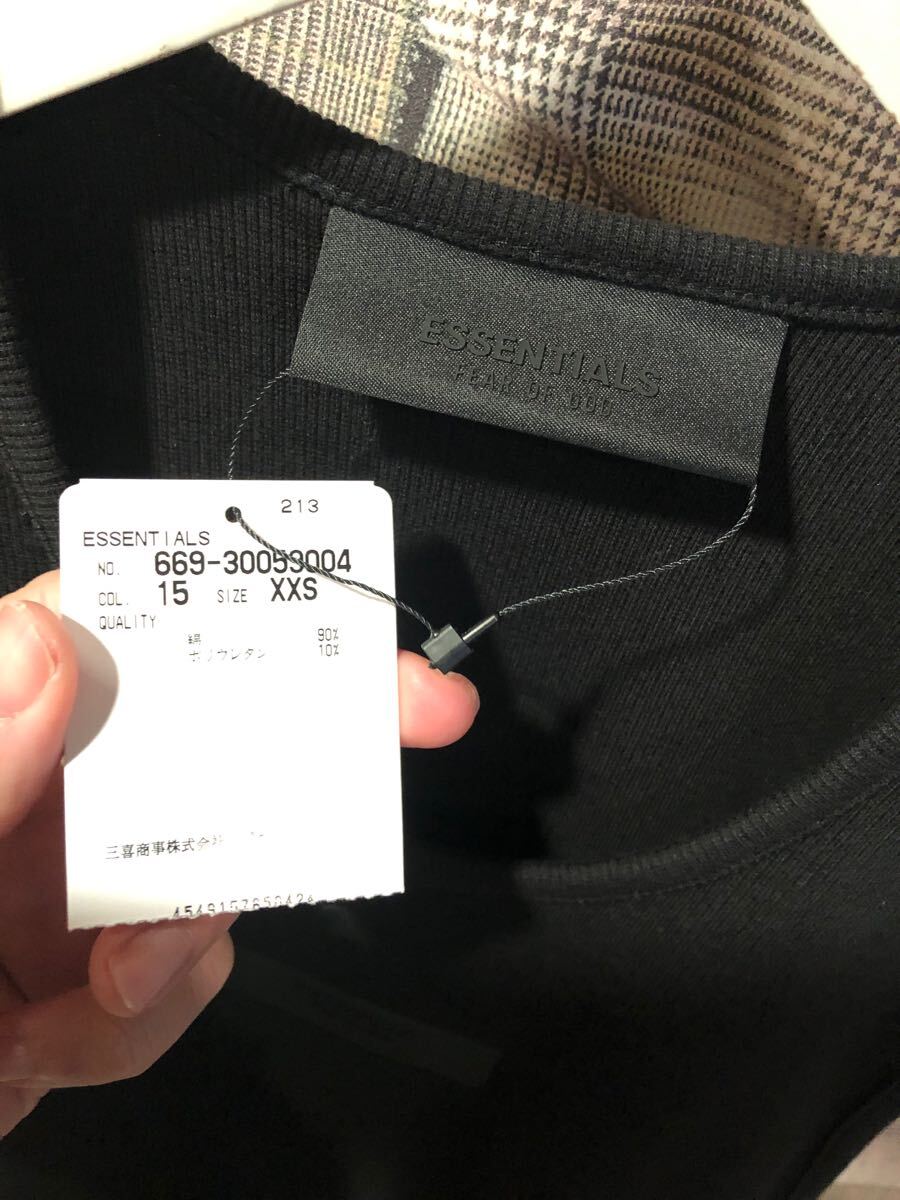 ESSENTIALS
FEAR OF GOD
213
ESSENTIALS
NO. 669-30053004
COL. 15 SIZE XXS
QUALITY
綿 90%
ポリウレタン 10%
三喜商事株式会社